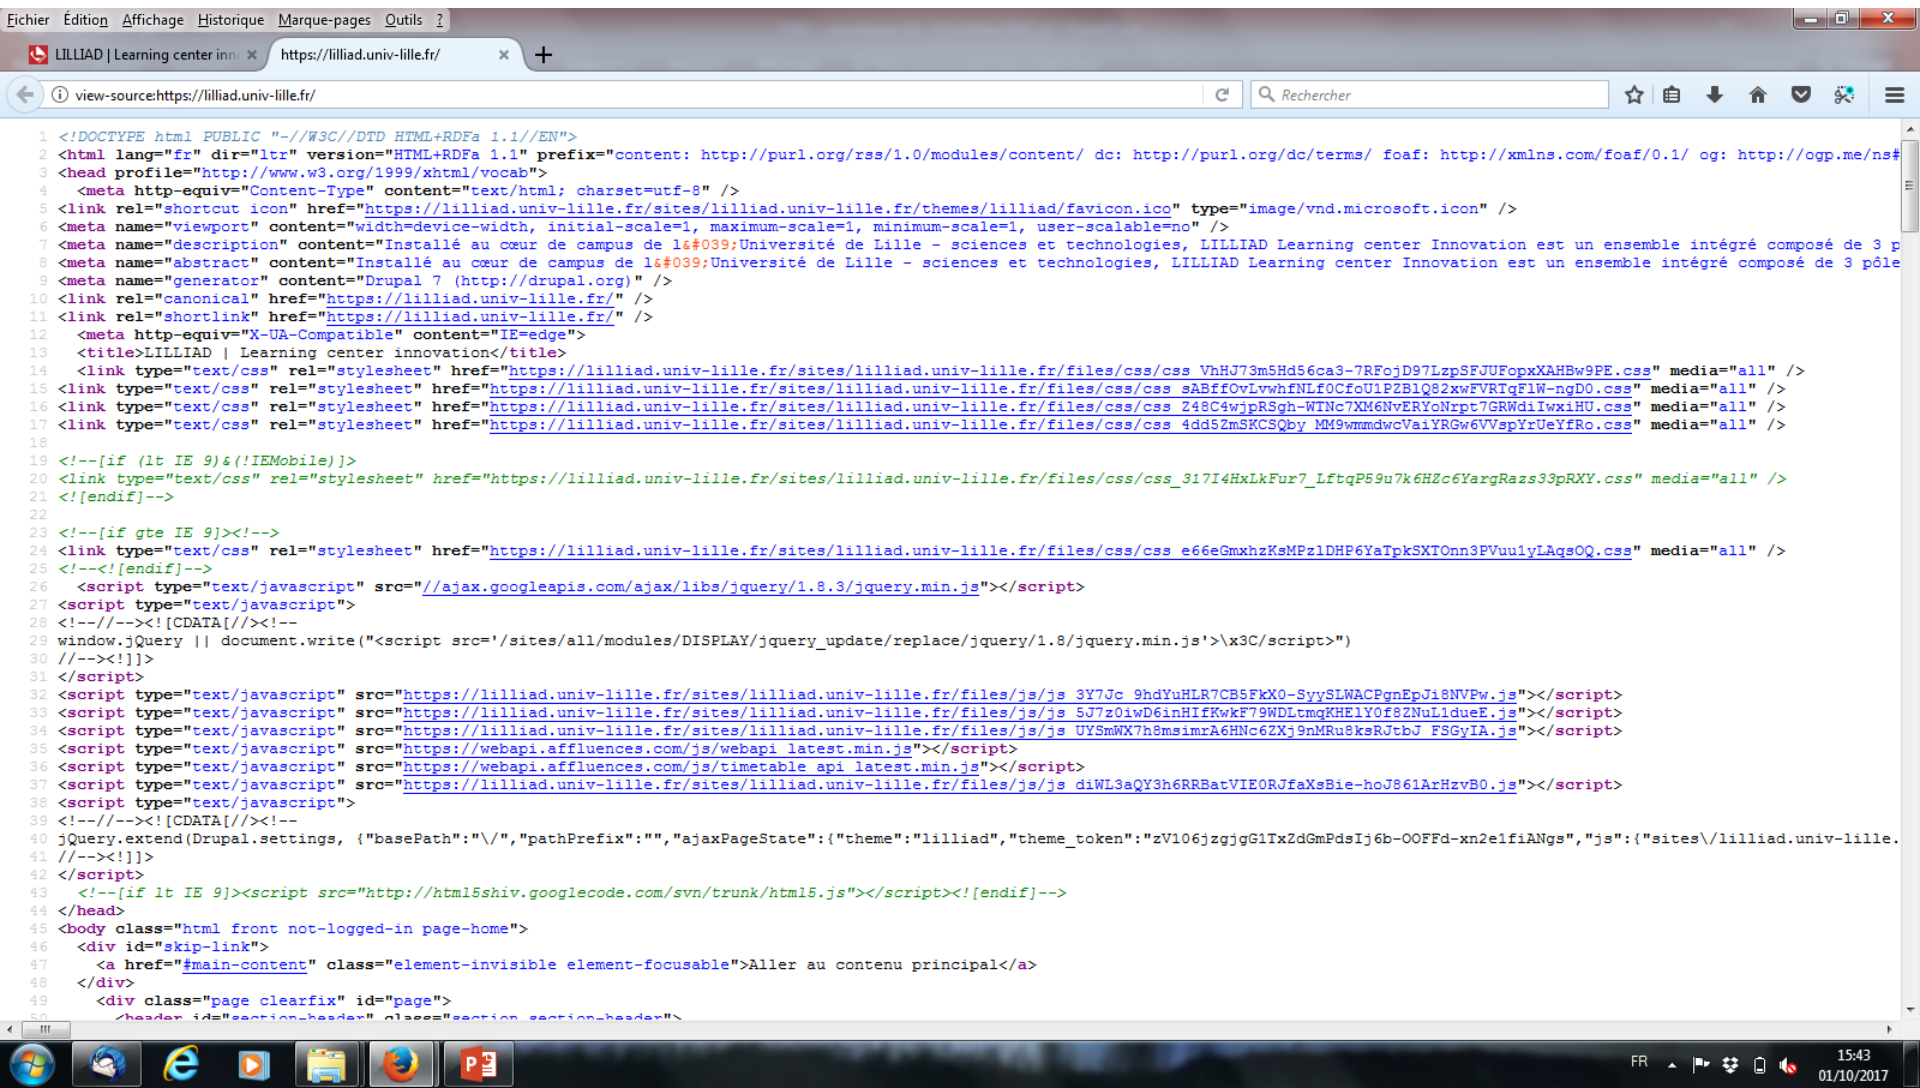 Fichier Édition Affichage Historique Marque-pages Outils ?
LILLIAD | Learning center inn
https://lilliad.univ-lille.fr/
view-source:https://lilliad.univ-lille.fr/
Rechercher
1 <!DOCTYPE html PUBLIC "-//W3C//DTD HTML+RDFa 1.1//EN">
2 <html lang="fr" dir="ltr" version="HTML+RDFa 1.1" prefix="content: http://purl.org/rss/1.0/modules/content/ dc: http://purl.org/dc/terms/ foaf: http://xmlns.com/foaf/0.1/ og: http://ogp.me/ns#
3 <head profile="http://www.w3.org/1999/xhtml/vocab">
4 <meta http-equiv="Content-Type" content="text/html; charset=utf-8" />
5 <link rel="shortcut icon" href="https://lilliad.univ-lille.fr/sites/lilliad.univ-lille.fr/themes/lilliad/favicon.ico" type="image/vnd.microsoft.icon" />
6 <meta name="viewport" content="width=device-width, initial-scale=1, maximum-scale=1, minimum-scale=1, user-scalable=no" />
7 <meta name="description" content="Installé au cœur de campus de l&#039;Université de Lille - sciences et technologies, LILLIAD Learning center Innovation est un ensemble intégré composé de 3 p
8 <meta name="abstract" content="Installé au cœur de campus de l&#039;Université de Lille - sciences et technologies, LILLIAD Learning center Innovation est un ensemble intégré composé de 3 pôle
9 <meta name="generator" content="Drupal 7 (http://drupal.org)" />
10 <link rel="canonical" href="https://lilliad.univ-lille.fr/" />
11 <link rel="shortlink" href="https://lilliad.univ-lille.fr/" />
12 <meta http-equiv="X-UA-Compatible" content="IE=edge">
13 <title>LILLIAD | Learning center innovation</title>
14 <link type="text/css" rel="stylesheet" href="https://lilliad.univ-lille.fr/sites/lilliad.univ-lille.fr/files/css/css_VhHJ73m5Hd56ca3-7RFojD97LzpSFJUFopxXAHBw9PE.css" media="all" />
15 <link type="text/css" rel="stylesheet" href="https://lilliad.univ-lille.fr/sites/lilliad.univ-lille.fr/files/css/css_sABffOvLvwhfNLf0CfoU1PZB1Q82xwFVRTqFlW-ngD0.css" media="all" />
16 <link type="text/css" rel="stylesheet" href="https://lilliad.univ-lille.fr/sites/lilliad.univ-lille.fr/files/css/css_Z48C4wjpRSgh-WTNc7XM6NvERYoNrpt7GRWdiIwxiHU.css" media="all" />
17 <link type="text/css" rel="stylesheet" href="https://lilliad.univ-lille.fr/sites/lilliad.univ-lille.fr/files/css/css_4dd5ZmSKCSQby_MM9wmmdwcVaiYRGw6VVspYrUeYfRo.css" media="all" />
18
19 <!--[if (lt IE 9)&(!IEMobile)]>
20 <link type="text/css" rel="stylesheet" href="https://lilliad.univ-lille.fr/sites/lilliad.univ-lille.fr/files/css/css_317I4HxLkFur7_LftqP59u7k6HZc6YargRazs33pRXY.css" media="all" />
21 <![endif]-->
22
23 <!--[if gte IE 9]><!-->
24 <link type="text/css" rel="stylesheet" href="https://lilliad.univ-lille.fr/sites/lilliad.univ-lille.fr/files/css/css_e66eGmxhzKsMPzlDHP6YaTpkSXTOnn3PVuu1yLAqsOQ.css" media="all" />
25 <!--<![endif]-->
26 <script type="text/javascript" src="//ajax.googleapis.com/ajax/libs/jquery/1.8.3/jquery.min.js"></script>
27 <script type="text/javascript">
28 <!--//--><![CDATA[//><!--
29 window.jQuery || document.write("<script src='/sites/all/modules/DISPLAY/jquery_update/replace/jquery/1.8/jquery.min.js'>\x3C/script>")
30 //--><!]]>
31 </script>
32 <script type="text/javascript" src="https://lilliad.univ-lille.fr/sites/lilliad.univ-lille.fr/files/js/js_3Y7Jc_9hdYuHLR7CB5FkX0-SyySLWACPgnEpJi8NVPw.js"></script>
33 <script type="text/javascript" src="https://lilliad.univ-lille.fr/sites/lilliad.univ-lille.fr/files/js/js_5J7z0iwD6inHIfKwkF79WDLtmqKHElY0f8ZNuL1dueE.js"></script>
34 <script type="text/javascript" src="https://lilliad.univ-lille.fr/sites/lilliad.univ-lille.fr/files/js/js_UYSmWX7h8msimrA6HNc6ZXj9nMRu8ksRJtbJ_FSGyIA.js"></script>
35 <script type="text/javascript" src="https://webapi.affluences.com/js/webapi_latest.min.js"></script>
36 <script type="text/javascript" src="https://webapi.affluences.com/js/timetable_api_latest.min.js"></script>
37 <script type="text/javascript" src="https://lilliad.univ-lille.fr/sites/lilliad.univ-lille.fr/files/js/js_diWL3aQY3h6RRBatVIE0RJfaXsBie-hoJ861ArHzvB0.js"></script>
38 <script type="text/javascript">
39 <!--//--><![CDATA[//><!--
40 jQuery.extend(Drupal.settings, {"basePath":"\/","pathPrefix":"","ajaxPageState":{"theme":"lilliad","theme_token":"zV106jzgjgG1TxZdGmPdsIj6b-OOFFd-xn2e1fiANgs","js":{"sites\/lilliad.univ-lille.
41 //--><!]]>
42 </script>
43 <!--[if lt IE 9]><script src="http://html5shiv.googlecode.com/svn/trunk/html5.js"></script><![endif]-->
44 </head>
45 <body class="html front not-logged-in page-home">
46 <div id="skip-link">
47 <a href="#main-content" class="element-invisible element-focusable">Aller au contenu principal</a>
48 </div>
49 <div class="page clearfix" id="page">
50 <header id="section-header" class="section section-header">
FR
15:43
01/10/2017